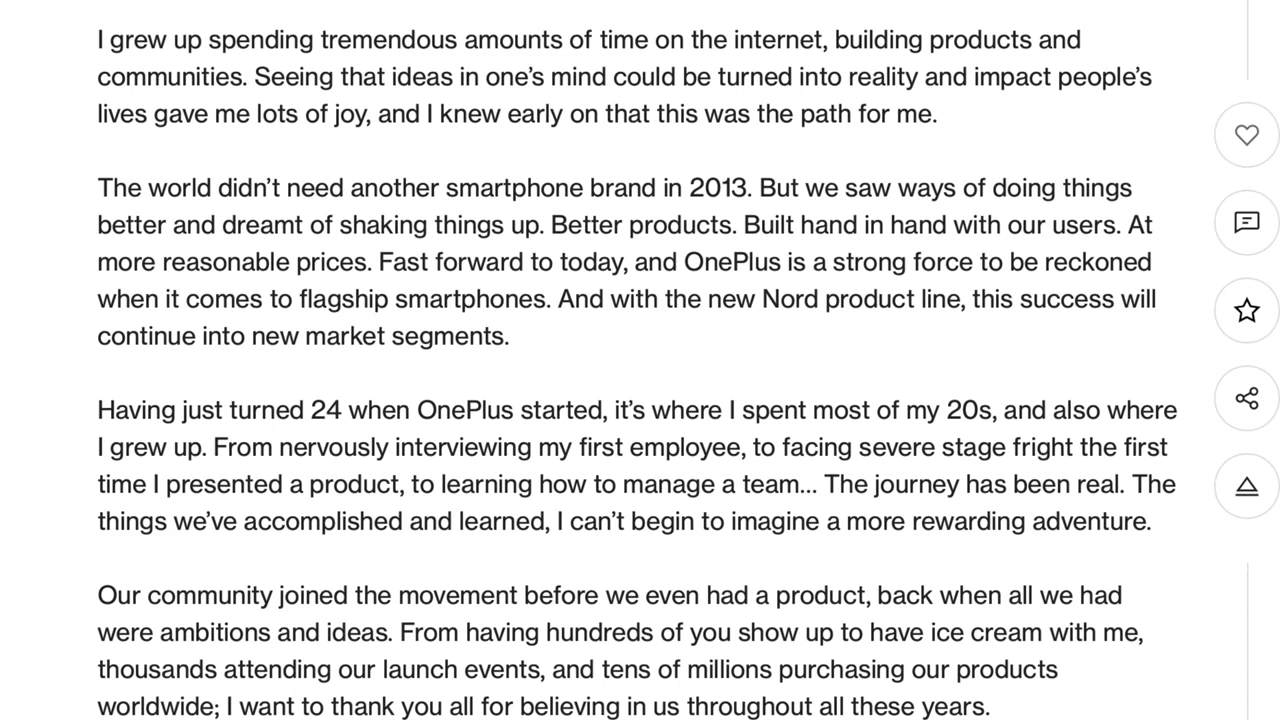 I grew up spending tremendous amounts of time on the internet, building products and
communities. Seeing that ideas in one’s mind could be turned into reality and impact people’s
lives gave me lots of joy, and I knew early on that this was the path for me.
The world didn’t need another smartphone brand in 2013. But we saw ways of doing things
better and dreamt of shaking things up. Better products. Built hand in hand with our users. At
more reasonable prices. Fast forward to today, and OnePlus is a strong force to be reckoned
when it comes to flagship smartphones. And with the new Nord product line, this success will
continue into new market segments.
Having just turned 24 when OnePlus started, it’s where I spent most of my 20s, and also where
I grew up. From nervously interviewing my first employee, to facing severe stage fright the first
time I presented a product, to learning how to manage a team... The journey has been real. The
things we’ve accomplished and learned, I can’t begin to imagine a more rewarding adventure.
Our community joined the movement before we even had a product, back when all we had
were ambitions and ideas. From having hundreds of you show up to have ice cream with me,
thousands attending our launch events, and tens of millions purchasing our products
worldwide; I want to thank you all for believing in us throughout all these years.